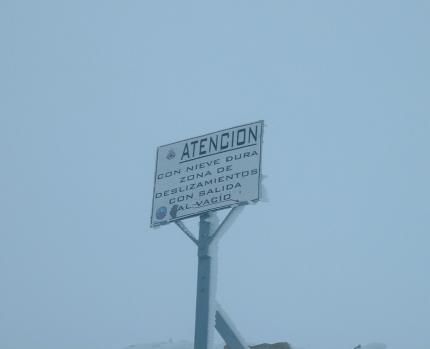 ATENCION
CON NIEVE DURA
ZONA DE
DESLIZAMIENTOS
CON SALIDA
AL VACIO